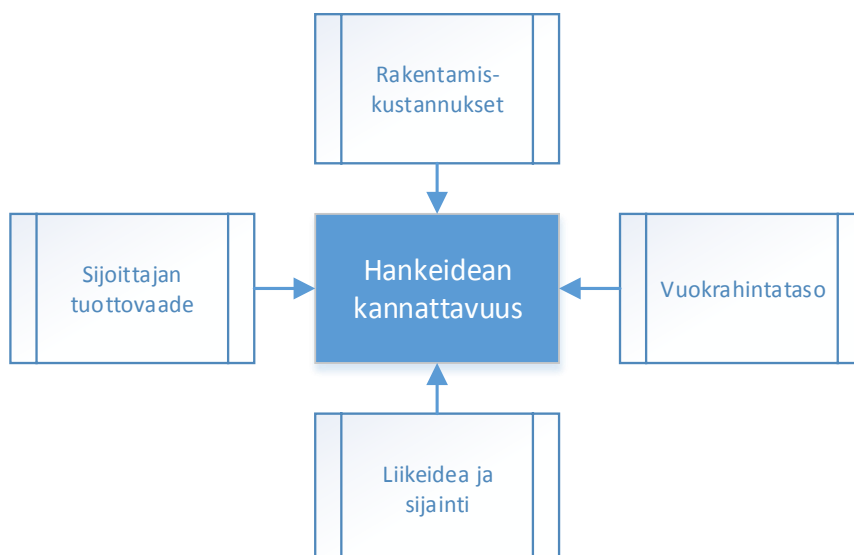 Rakentamis-
kustannukset
Sijoittajan
tuottovaade
Hankeidean
kannattavuus
Vuokrahintataso
Liikeidea ja
sijainti